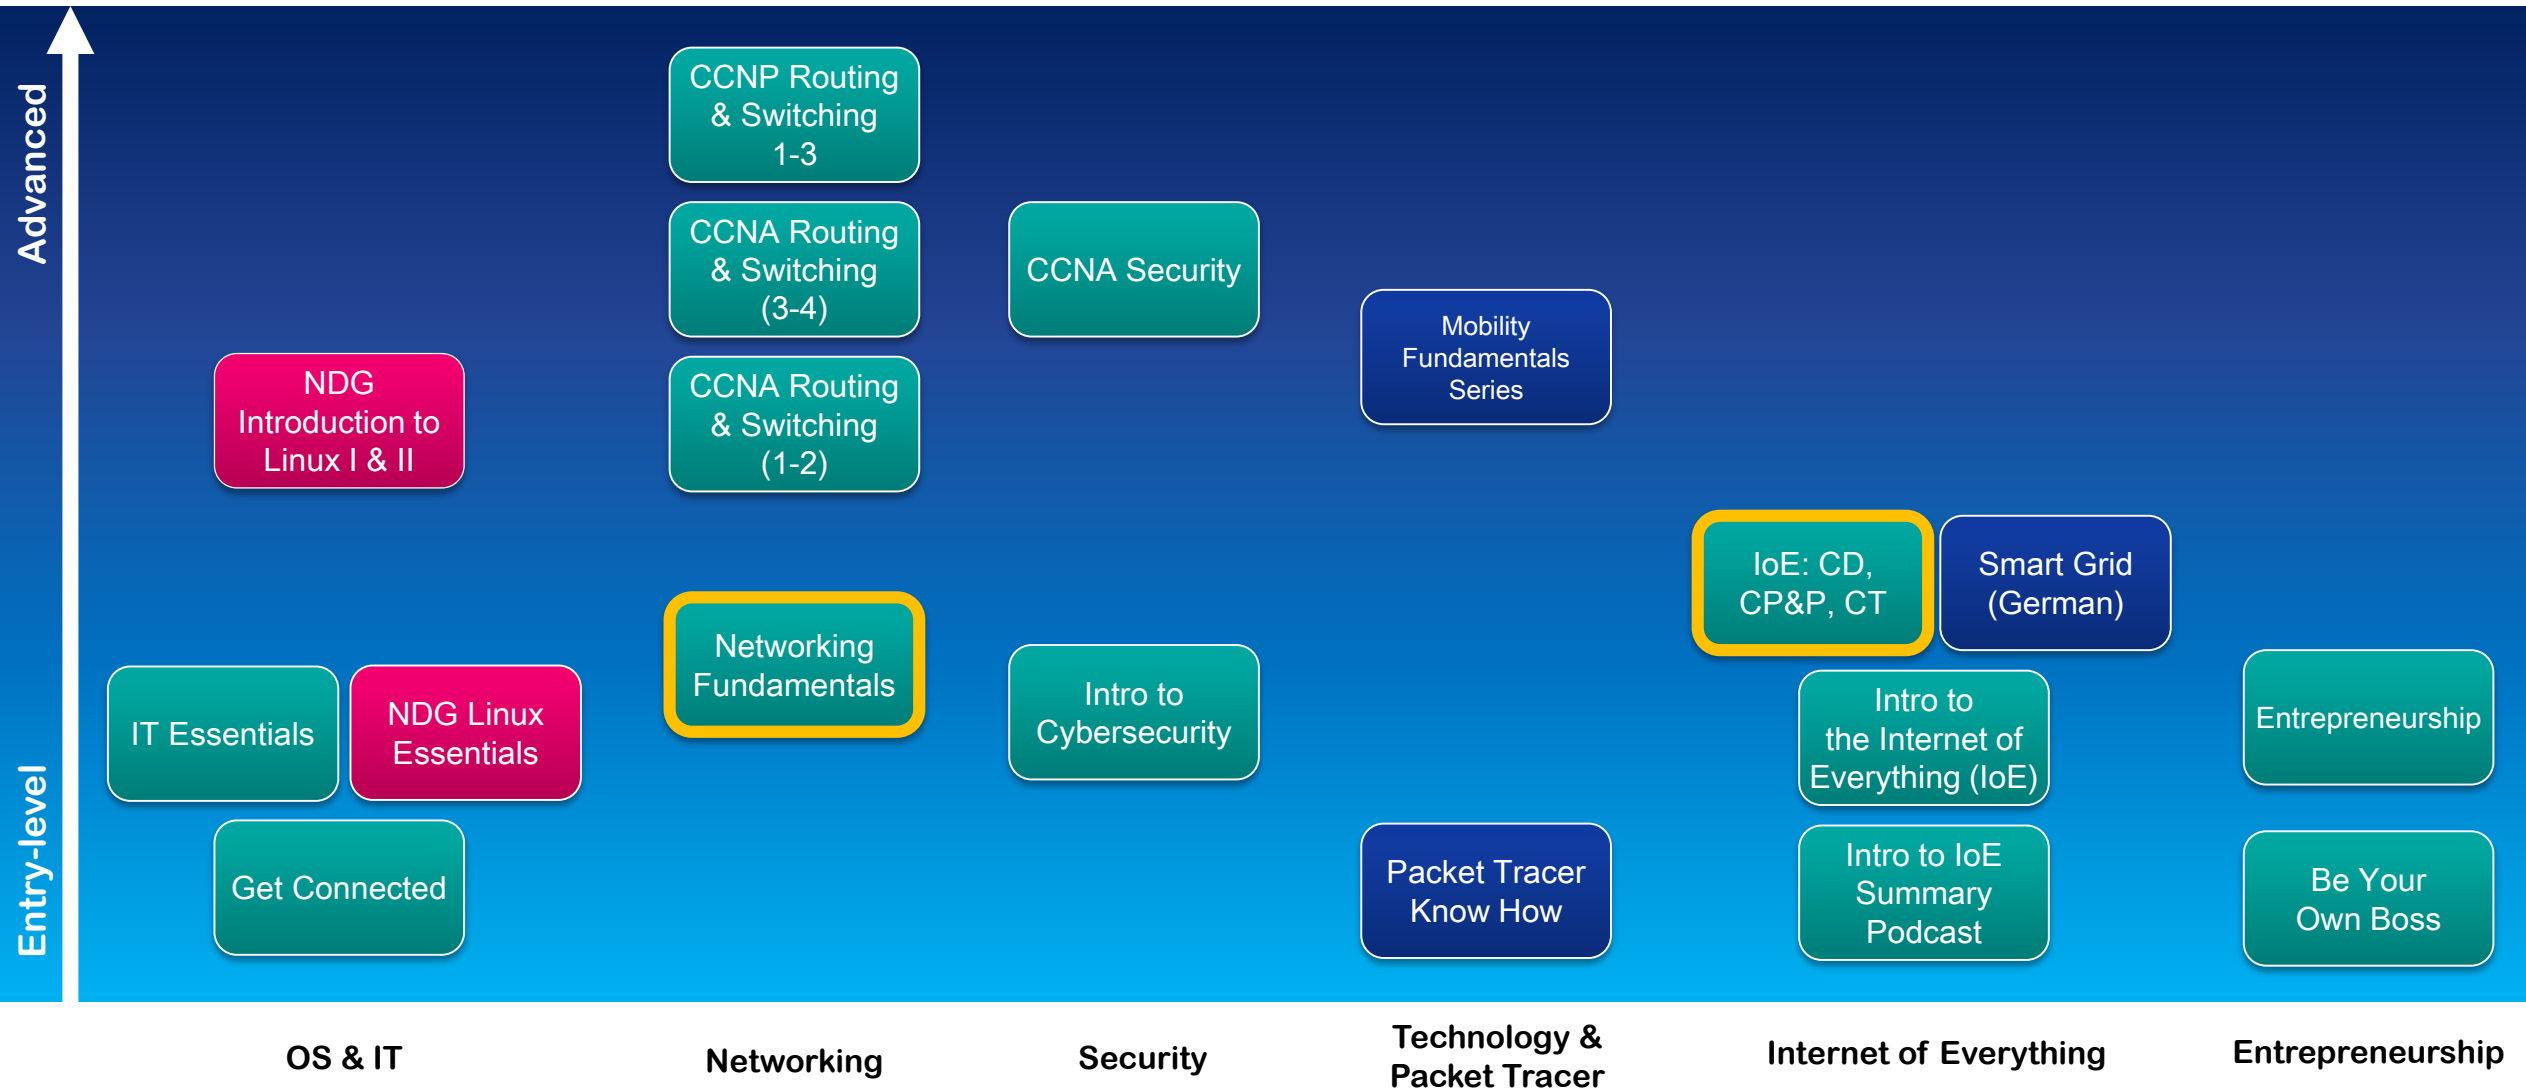 Advanced
Entry-level
CCNP Routing
& Switching
1-3
CCNA Routing
& Switching
(3-4)
CCNA Security
Mobility
Fundamentals
Series
NDG
Introduction to
Linux I & II
CCNA Routing
& Switching
(1-2)
IoE: CD,
CP&P, CT
Smart Grid
(German)
Networking
Fundamentals
IT Essentials
NDG Linux
Essentials
Intro to
Cybersecurity
Intro to
the Internet of
Everything (IoE)
Entrepreneurship
Get Connected
Packet Tracer
Know How
Intro to IoE
Summary
Podcast
Be Your
Own Boss
OS & IT
Networking
Security
Technology &
Packet Tracer
Internet of Everything
Entrepreneurship